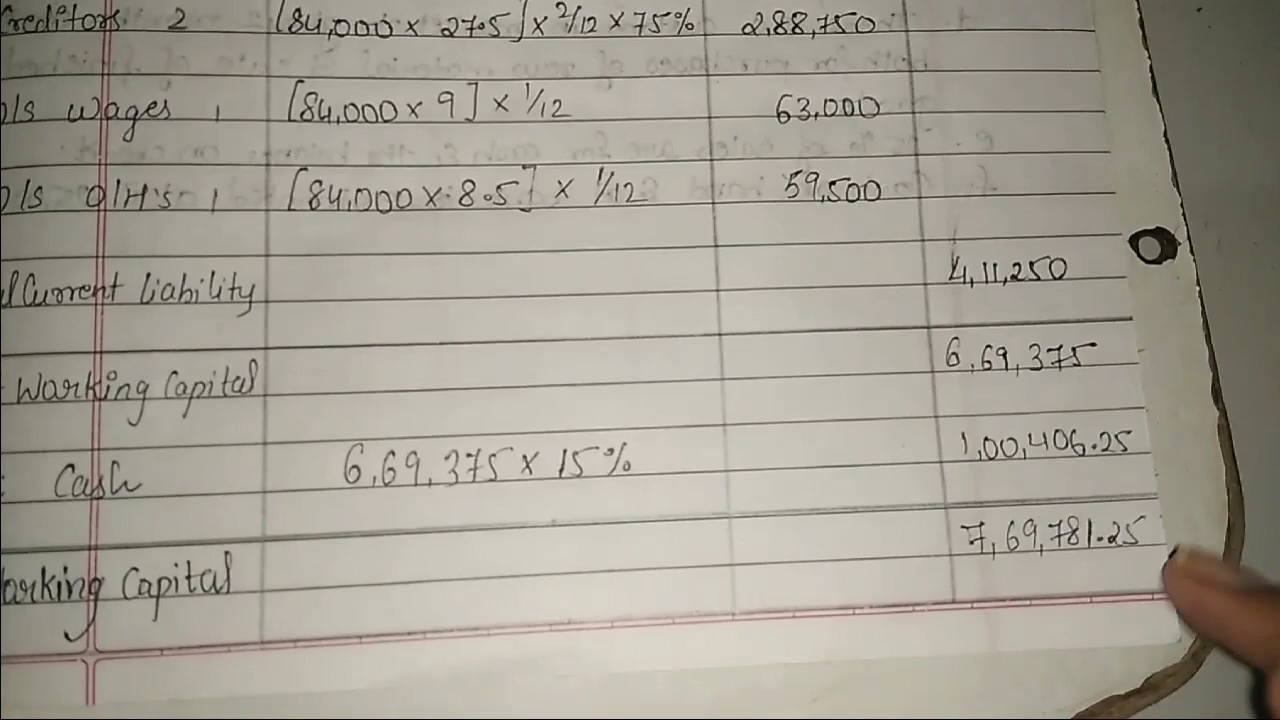 Creditors 2 [84,000 × 27.5] × 2/12 × 75% 2,88,750
o/s wages 1 [84,000 × 9] × 1/12 63,000
o/s O/H's 1 [84,000 × 8.5] × 1/12 59,500
Current liability 4,11,250
Working Capital 6,69,375
Cash 6,69,375 × 15% 1,00,406.25
orking Capital 7,69,781.25